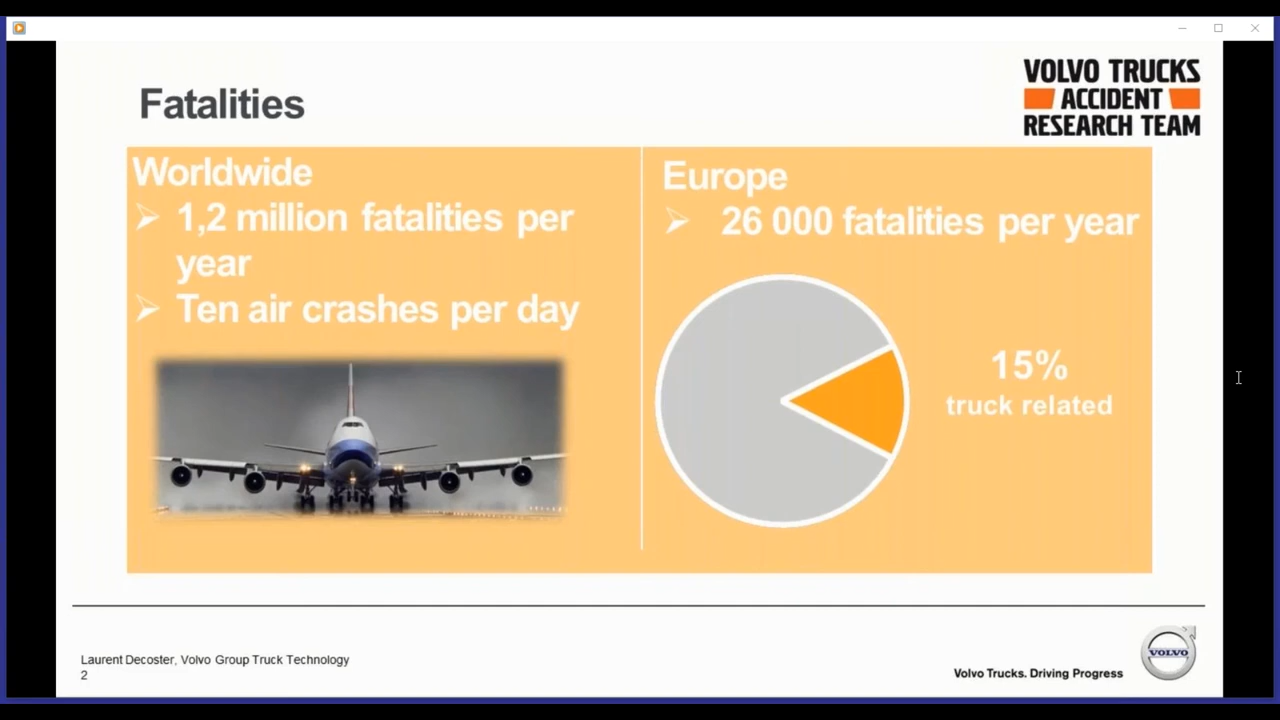 VOLVO TRUCKS
ACCIDENT
RESEARCH TEAM
Fatalities
Worldwide
1,2 million fatalities per
year
Ten air crashes per day
Europe
26 000 fatalities per year
15%
truck related
Laurent Decoster, Volvo Group Truck Technology
2
Volvo Trucks. Driving Progress
VOLVO